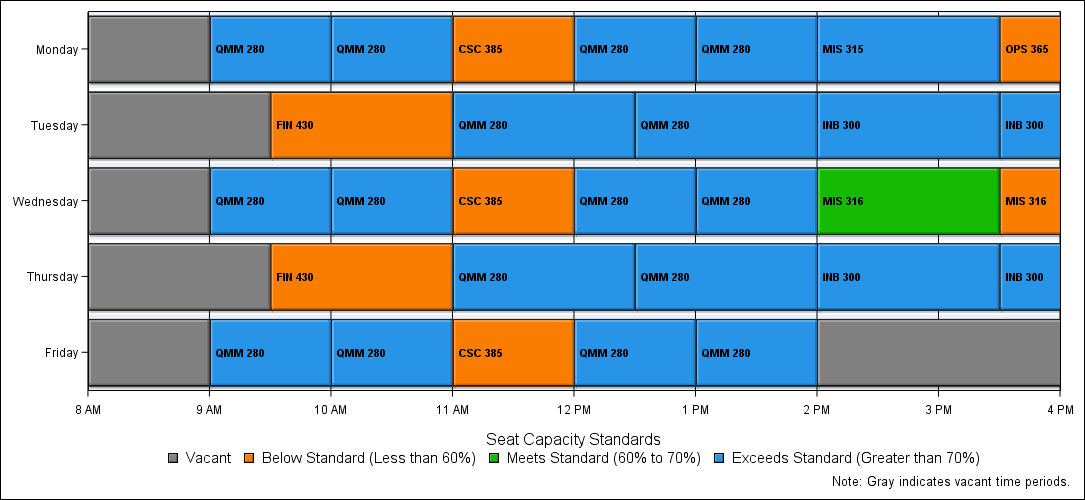 Monday
QMM 280 QMM 280 CSC 385 QMM 280 QMM 280 MIS 315 OPS 365
Tuesday
FIN 430 QMM 280 QMM 280 INB 300 INB 300
Wednesday
QMM 280 QMM 280 CSC 385 QMM 280 QMM 280 MIS 316 MIS 316
Thursday
FIN 430 QMM 280 QMM 280 INB 300 INB 300
Friday
QMM 280 QMM 280 CSC 385 QMM 280 QMM 280
8 AM 9 AM 10 AM 11 AM 12 PM 1 PM 2 PM 3 PM 4 PM
Seat Capacity Standards
Vacant Below Standard (Less than 60%) Meets Standard (60% to 70%) Exceeds Standard (Greater than 70%)
Note: Gray indicates vacant time periods.